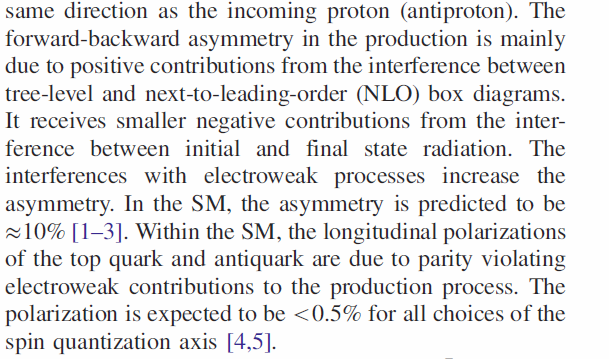 same direction as the incoming proton (antiproton). The
forward-backward asymmetry in the production is mainly
due to positive contributions from the interference between
tree-level and next-to-leading-order (NLO) box diagrams.
It receives smaller negative contributions from the inter-
ference between initial and final state radiation. The
interferences with electroweak processes increase the
asymmetry. In the SM, the asymmetry is predicted to be
≈10% [1–3]. Within the SM, the longitudinal polarizations
of the top quark and antiquark are due to parity violating
electroweak contributions to the production process. The
polarization is expected to be <0.5% for all choices of the
spin quantization axis [4,5].